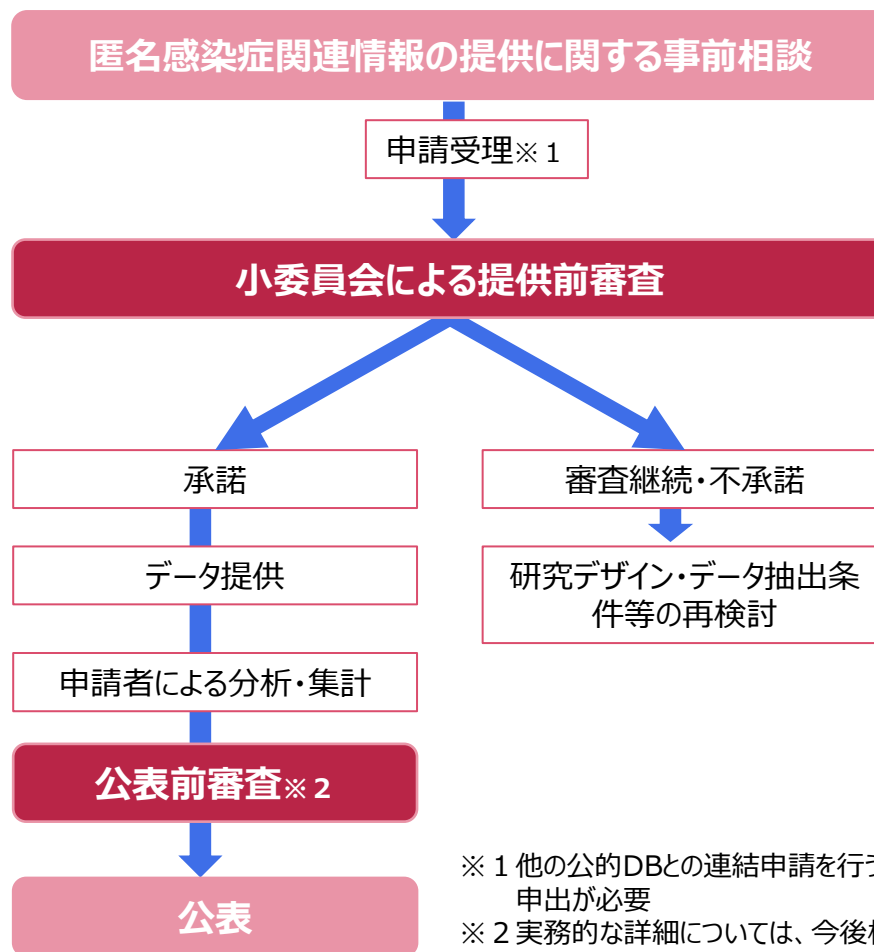 匿名感染症関連情報の提供に関する事前相談
申請受理※１
小委員会による提供前審査
承諾
審査継続・不承諾
データ提供
研究デザイン・データ抽出条
件等の再検討
申請者による分析・集計
公表前審査※２
公表
※１他の公的DBとの連結申請を行う
申出が必要
※２実務的な詳細については、今後